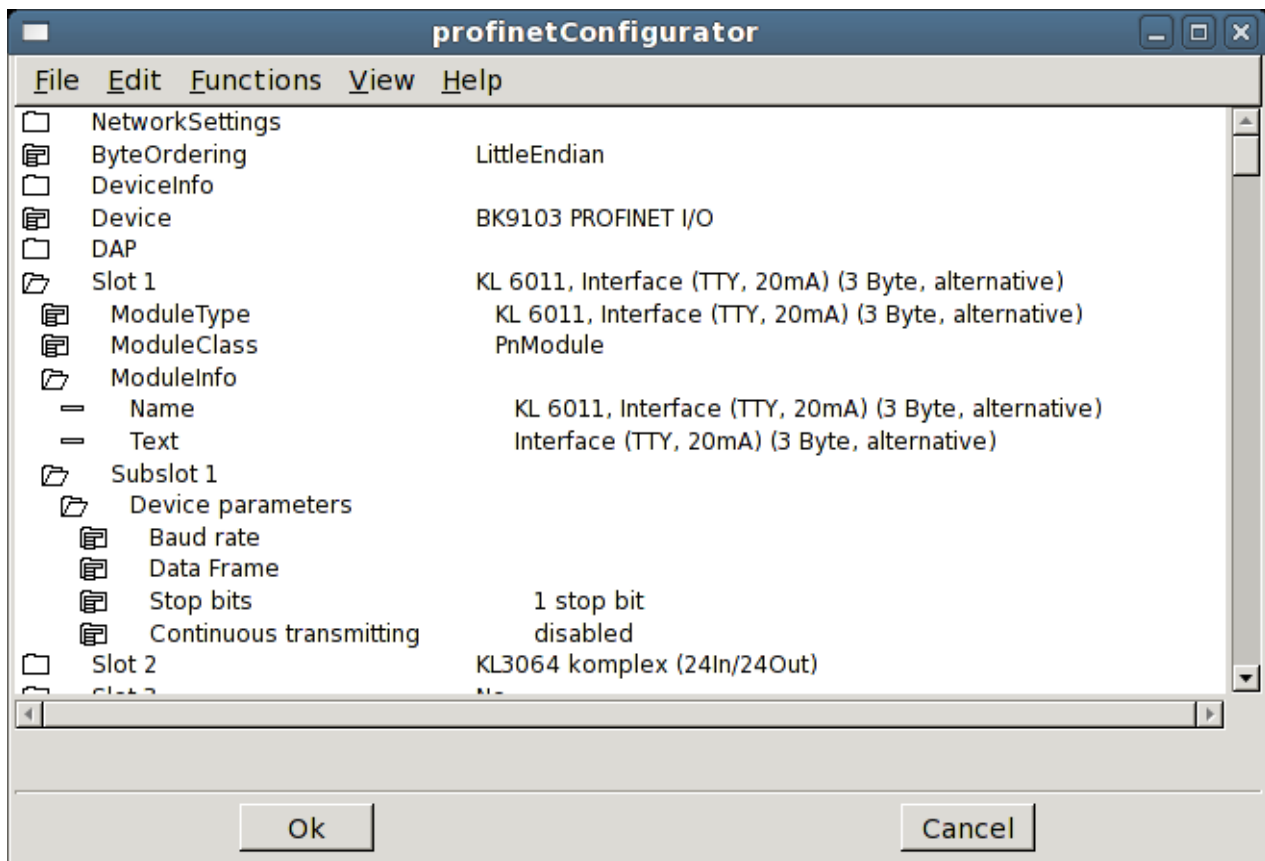 profinetConfigurator
File Edit Functions View Help
NetworkSettings
ByteOrdering LittleEndian
DeviceInfo
Device BK9103 PROFINET I/O
DAP
Slot 1 KL 6011, Interface (TTY, 20mA) (3 Byte, alternative)
ModuleType KL 6011, Interface (TTY, 20mA) (3 Byte, alternative)
ModuleClass PnModule
ModuleInfo
Name KL 6011, Interface (TTY, 20mA) (3 Byte, alternative)
Text Interface (TTY, 20mA) (3 Byte, alternative)
Subslot 1
Device parameters
Baud rate
Data Frame
Stop bits 1 stop bit
Continuous transmitting disabled
Slot 2 KL3064 komplex (24In/24Out)
Slot 3 No
Ok Cancel